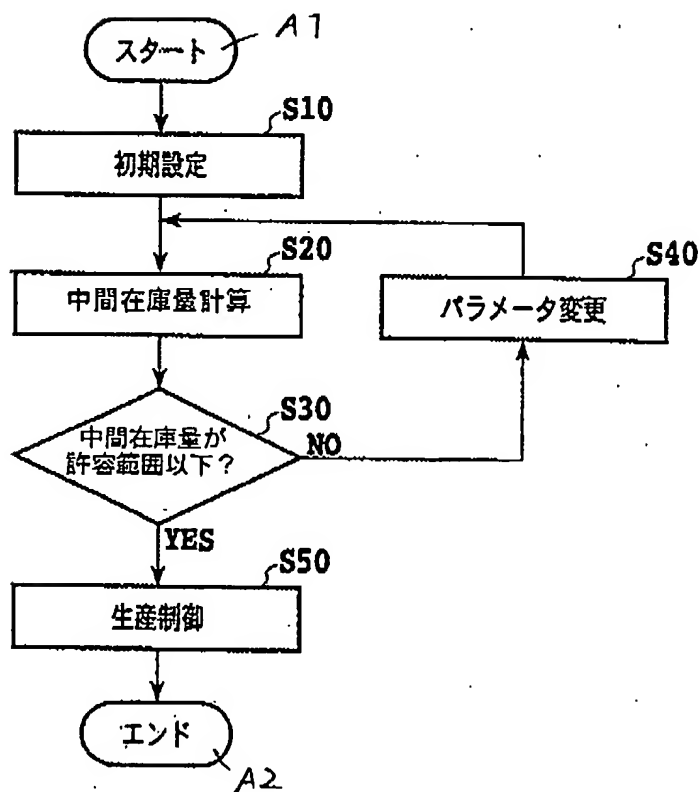 スタート
A1
S10
初期設定
S20
中間在庫量計算
S40
パラメータ変更
S30
中間在庫量が
許容範囲以下？
NO
YES
S50
生産制御
エンド
A2